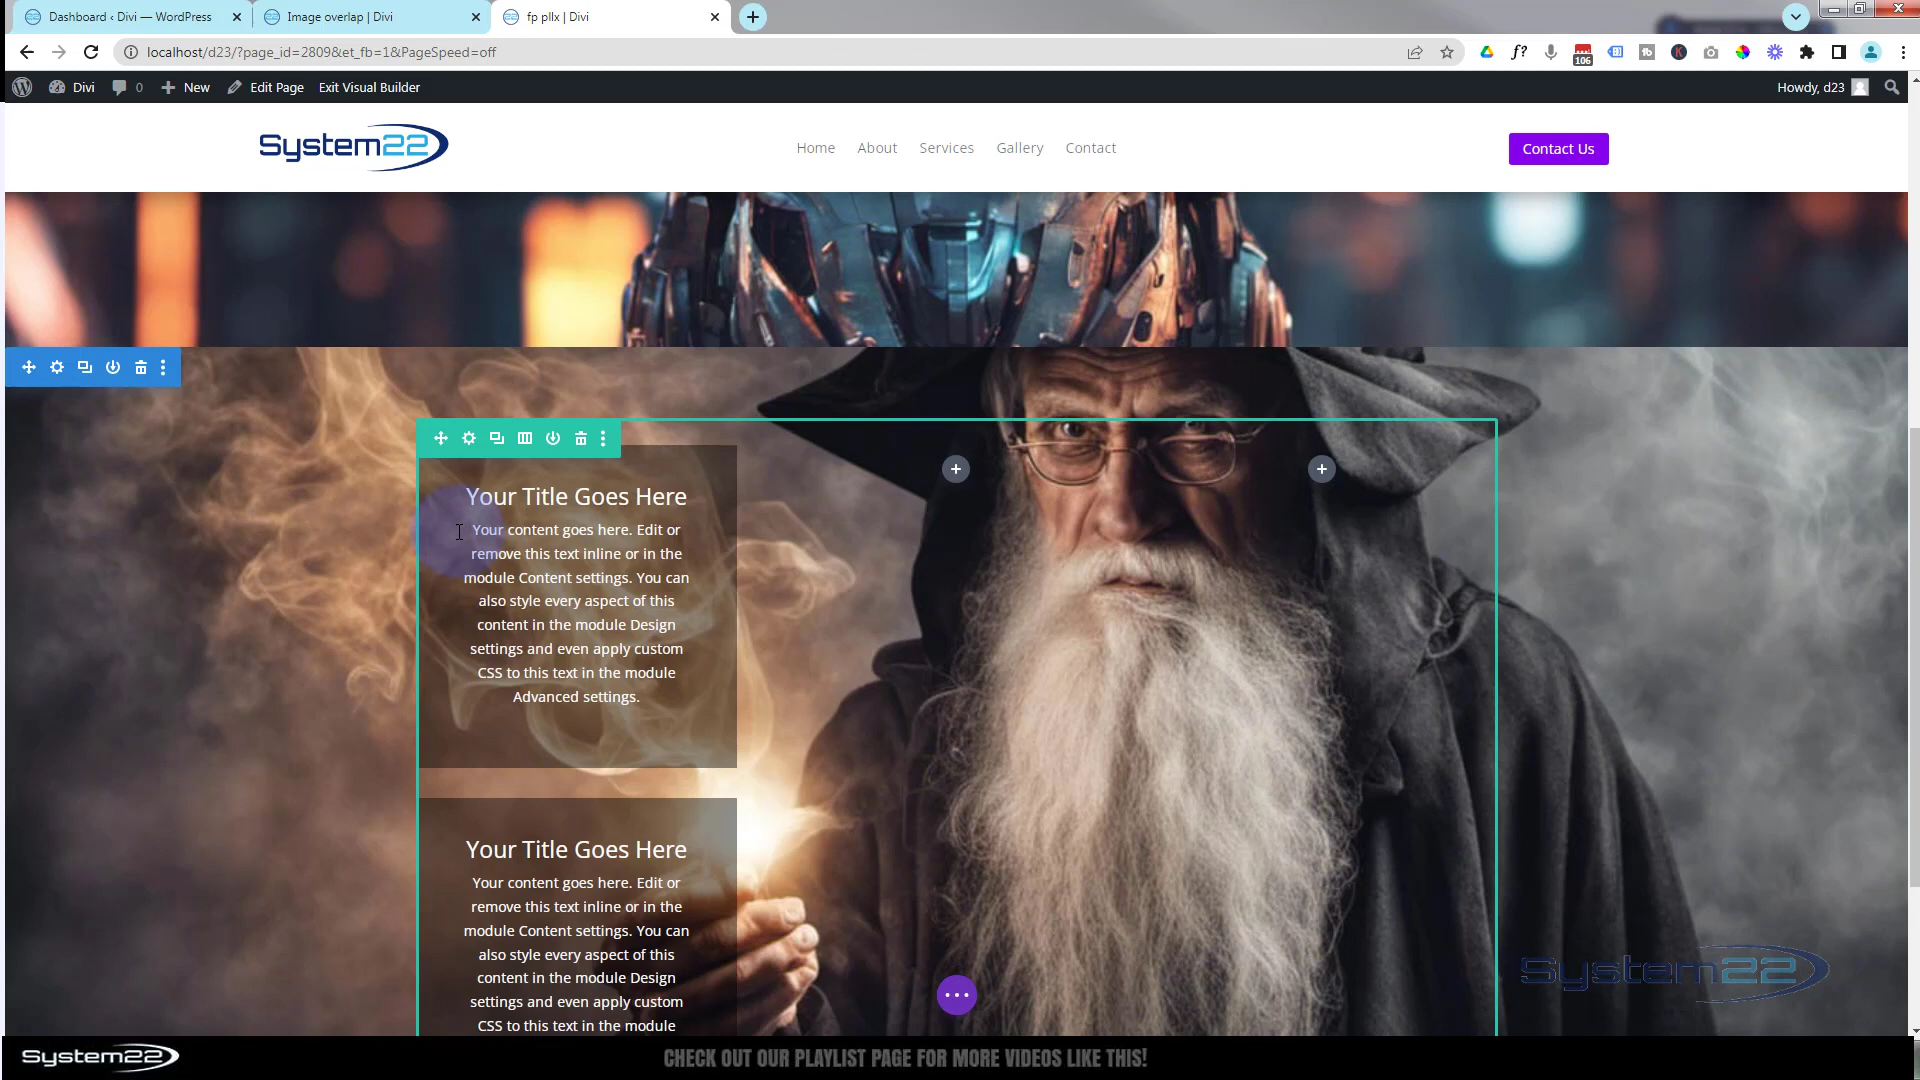 Dashboard ‹ Divi — WordPress
Image overlap | Divi
fp pllx | Divi
localhost/d23/?page_id=2809&et_fb=1&PageSpeed=off
f?
106
Divi
0
New
Edit Page
Exit Visual Builder
Howdy, d23
System22
Home
About
Services
Gallery
Contact
Contact Us
Your Title Goes Here
Your content goes here. Edit or
remove this text inline or in the
module Content settings. You can
also style every aspect of this
content in the module Design
settings and even apply custom
CSS to this text in the module
Advanced settings.
Your Title Goes Here
Your content goes here. Edit or
remove this text inline or in the
module Content settings. You can
also style every aspect of this
content in the module Design
settings and even apply custom
CSS to this text in the module
System22
System22
CHECK OUT OUR PLAYLIST PAGE FOR MORE VIDEOS LIKE THIS!